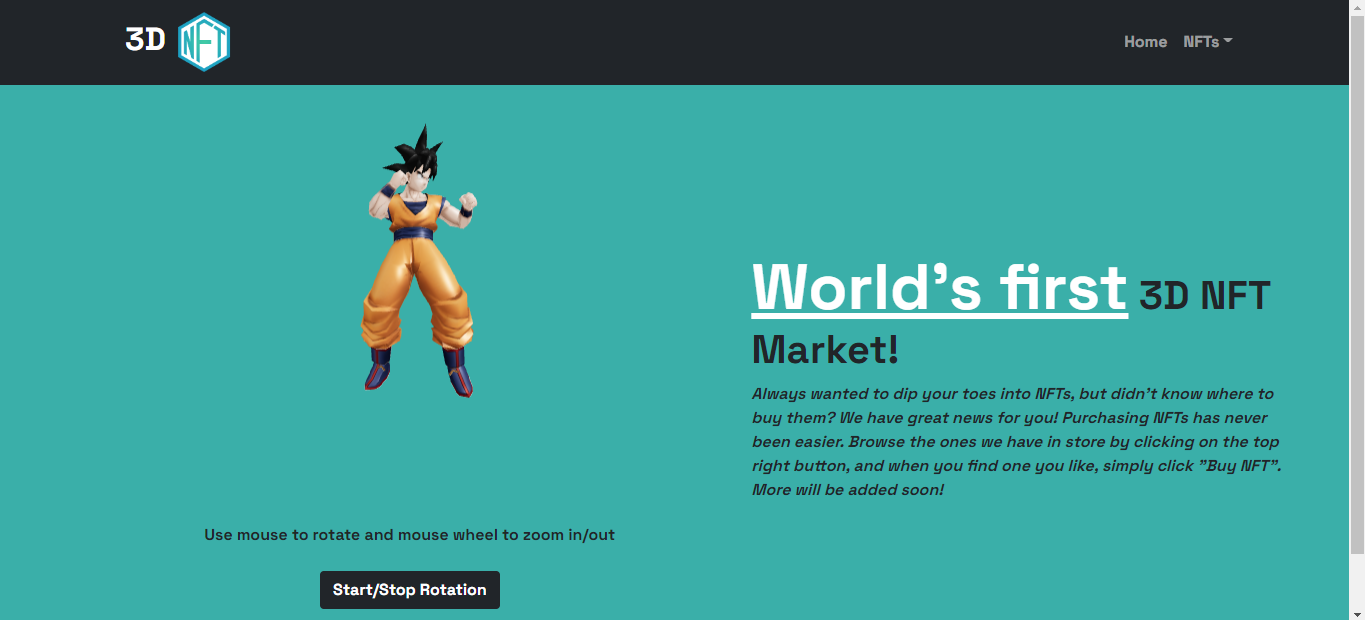 3D NFT
Home NFTs
World's first 3D NFT
Market!
Always wanted to dip your toes into NFTs, but didn't know where to
buy them? We have great news for you! Purchasing NFTs has never
been easier. Browse the ones we have in store by clicking on the top
right button, and when you find one you like, simply click "Buy NFT".
More will be added soon!
Use mouse to rotate and mouse wheel to zoom in/out
Start/Stop Rotation